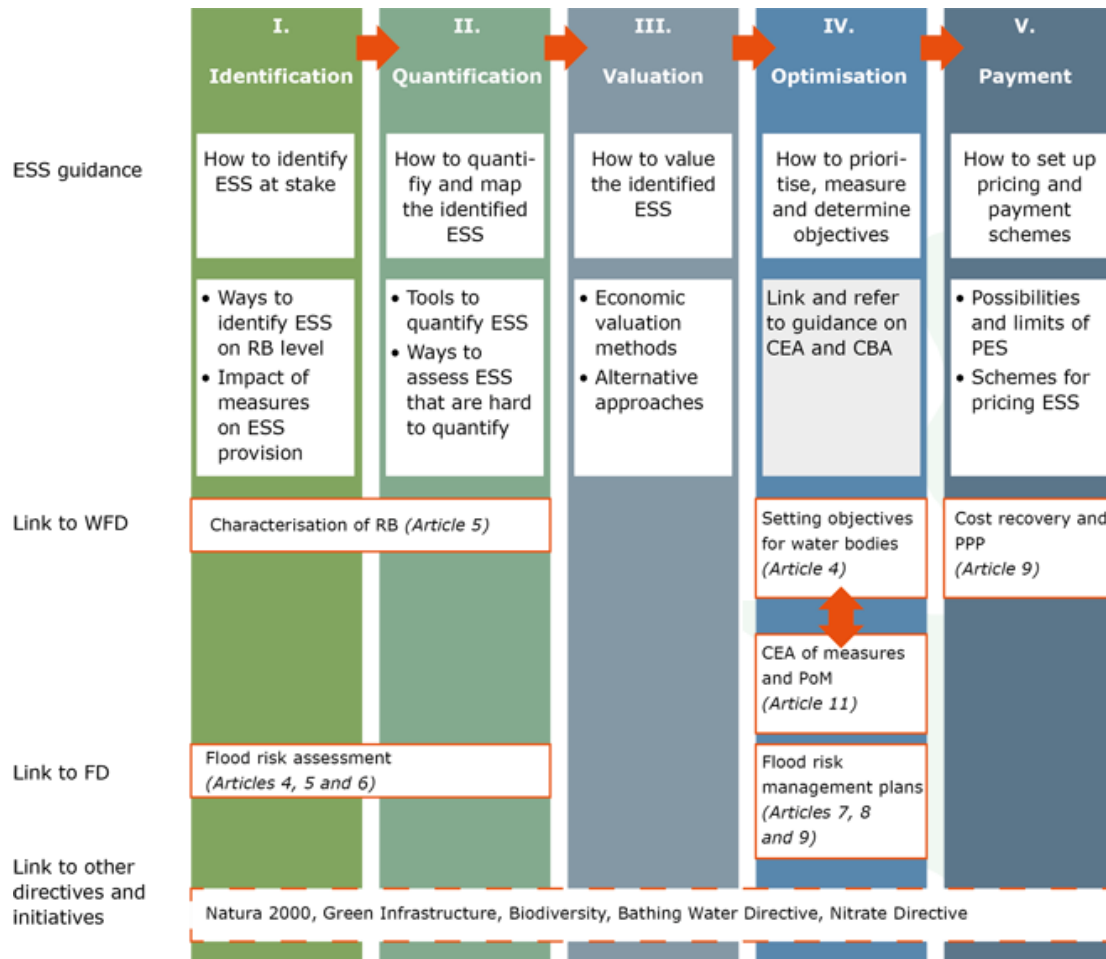 I.
II.
III.
IV.
V.
Identification
Quantification
Valuation
Optimisation
Payment
ESS guidance
How to identify
ESS at stake
How to quanti-
fiy and map
the identified
ESS
How to value
the identified
ESS
How to priori-
tise, measure
and determine
objectives
How to set up
pricing and
payment
schemes
• Ways to
identify ESS
on RB level
• Impact of
measures
on ESS
provision
• Tools to
quantify ESS
• Ways to
assess ESS
that are hard
to quantify
• Economic
valuation
methods
• Alternative
approaches
Link and refer
to guidance on
CEA and CBA
• Possibilities
and limits of
PES
• Schemes for
pricing ESS
Link to WFD
Characterisation of RB (Article 5)
Setting objectives
for water bodies
(Article 4)
Cost recovery and
PPP
(Article 9)
CEA of measures
and PoM
(Article 11)
Link to FD
Flood risk assessment
(Articles 4, 5 and 6)
Flood risk
management plans
(Articles 7, 8
and 9)
Link to other
directives and
initiatives
Natura 2000, Green Infrastructure, Biodiversity, Bathing Water Directive, Nitrate Directive